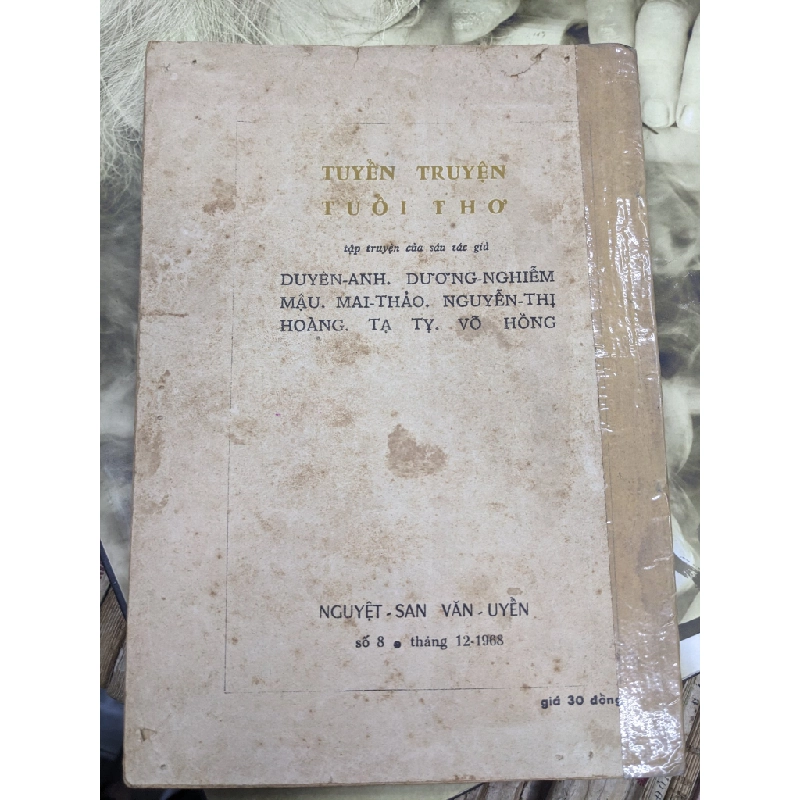 TUYỂN TRUYỆN
TUỔI THƠ
tập truyện của sáu tác giả
DUYÊN-ANH. DƯƠNG-NGHIỄM
MẬU. MAI-THẢO. NGUYỄN-THỊ
HOÀNG. TẠ TỴ. VÕ HỒNG
NGUYỆT-SAN VĂN-UYỂN
số 8 • tháng 12-1968
giá 30 đồng